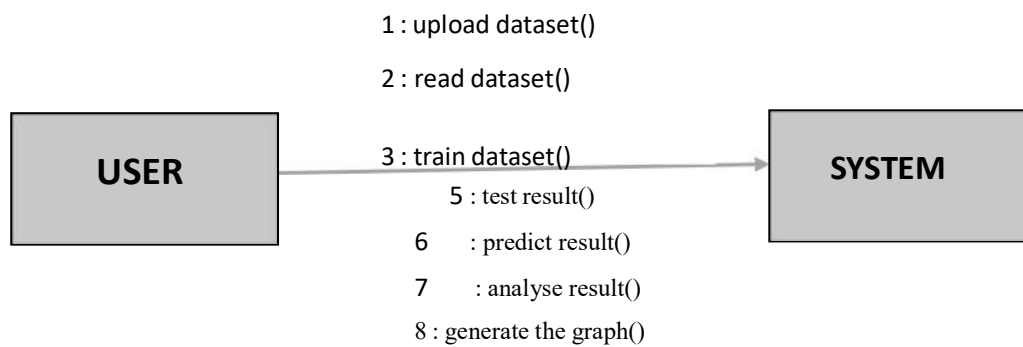 1 : upload dataset()
2 : read dataset()
3 : train dataset()
USER
SYSTEM
5 : test result()
6 : predict result()
7 : analyse result()
8 : generate the graph()